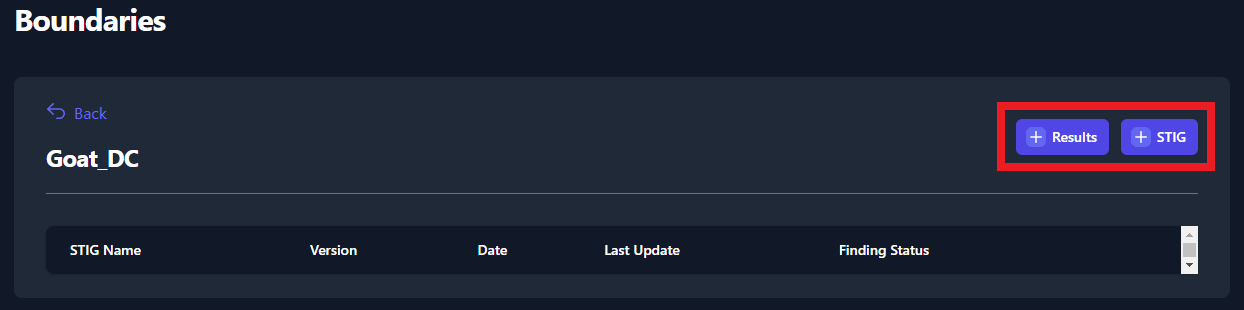 Boundaries
Back
Goat_DC
Results
STIG
STIG Name Version Date Last Update Finding Status